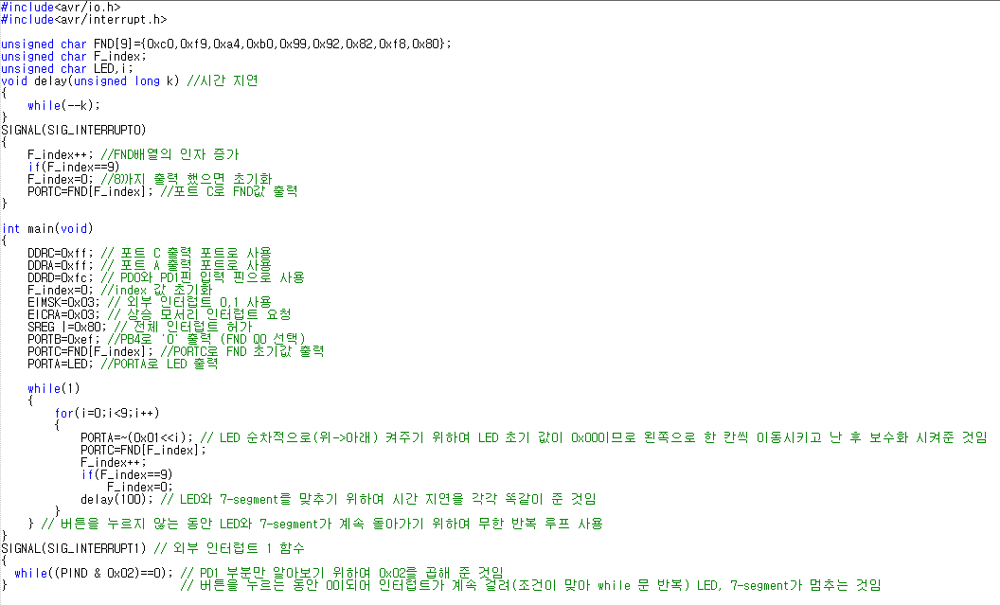 #include<avr/io.h>
#include<avr/interrupt.h>
unsigned char FND[9]={0xc0,0xf9,0xa4,0xb0,0x99,0x92,0x82,0xf8,0x80};
unsigned char F_index;
unsigned char LED,i;
void delay(unsigned long k) //시간 지연
{
while(--k);
}
SIGNAL(SIG_INTERRUPT0)
{
F_index++; //FND배열의 인자 증가
if(F_index==9)
F_index=0; //8까지 출력 했으면 초기화
PORTC=FND[F_index]; //포트 C로 FND값 출력
}
int main(void)
{
DDRC=0xff; // 포트 C 출력 포트로 사용
DDRA=0xff; // 포트 A 출력 포트로 사용
DDRD=0xfc; // PD0와 PD1핀 입력 핀으로 사용
F_index=0; //index 값 초기화
EIMSK=0x03; // 외부 인터럽트 0,1 사용
EICRA=0x03; // 상승 모서리 인터럽트 요청
SREG |=0x80; // 전체 인터럽트 허가
PORTB=0xef; //PB4로 '0' 출력 (FND Q0 선택)
PORTC=FND[F_index]; //PORTC로 FND 초기값 출력
PORTA=LED; //PORTA로 LED 출력
while(1)
{
for(i=0;i<9;i++)
{
PORTA=~(0x01<<i); // LED 순차적으로(위->아래) 켜주기 위하여 LED 초기 값이 0x00이므로 왼쪽으로 한 칸씩 이동시키고 난 후 보수화 시켜준 것임
PORTC=FND[F_index];
F_index++;
if(F_index==9)
F_index=0;
delay(100); // LED와 7-segment를 맞추기 위하여 시간 지연을 각각 똑같이 준 것임
}
} // 버튼을 누르지 않는 동안 LED와 7-segment가 계속 돌아가기 위하여 무한 반복 루프 사용
}
SIGNAL(SIG_INTERRUPT1) // 외부 인터럽트 1 함수
{
while((PIND & 0x02)==0); // PD1 부분만 알아보기 위하여 0x02를 곱해 준 것임
} // 버튼을 누르는 동안 0이되어 인터럽트가 계속 걸려(조건이 맞아 while 문 반복) LED, 7-segment가 멈추는 것임